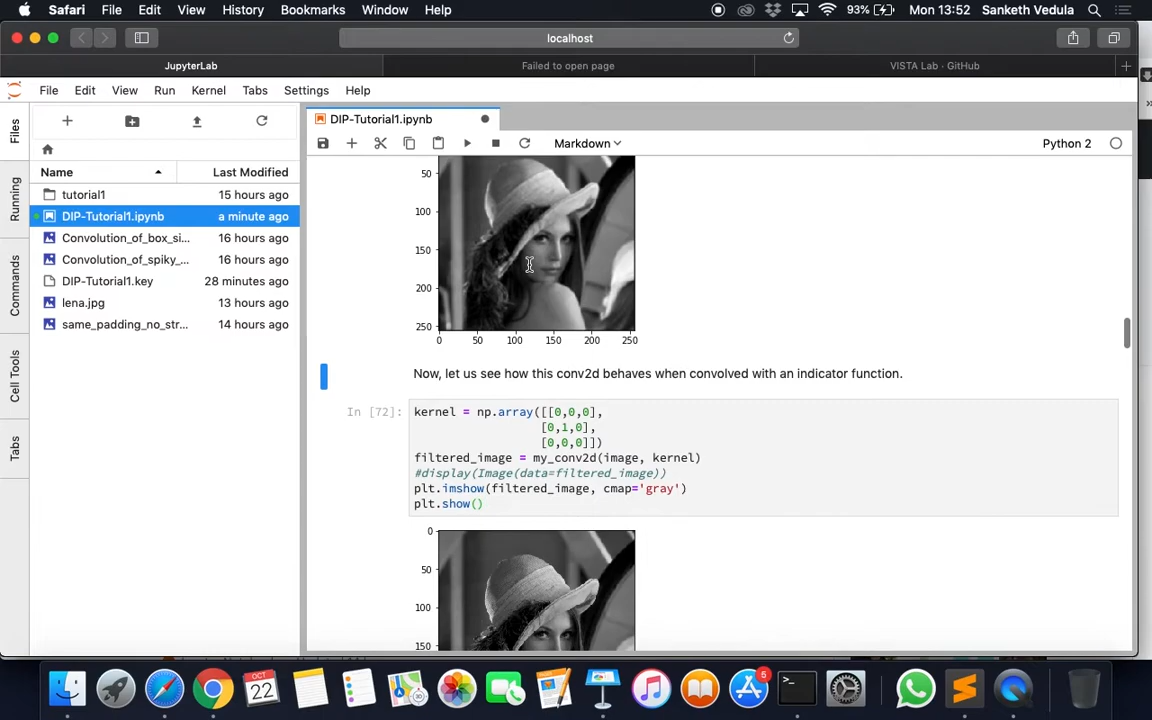 Safari File Edit View History Bookmarks Window Help 93% Mon 13:52 Sanketh Vedula
localhost
JupyterLab Failed to open page VISTA Lab · GitHub
File Edit View Run Kernel Tabs Settings Help
Files
Running
Commands
Cell Tools
Tabs
Name Last Modified
tutorial1 15 hours ago
DIP-Tutorial1.ipynb a minute ago
Convolution_of_box_si... 16 hours ago
Convolution_of_spiky_... 16 hours ago
DIP-Tutorial1.key 28 minutes ago
lena.jpg 13 hours ago
same_padding_no_str... 14 hours ago
DIP-Tutorial1.ipynb
Markdown Python 2
50
100
150
200
250
0 50 100 150 200 250
Now, let us see how this conv2d behaves when convolved with an indicator function.
In [72]: kernel = np.array([[0,0,0],
[0,1,0],
[0,0,0]])
filtered_image = my_conv2d(image, kernel)
#display(Image(data=filtered_image))
plt.imshow(filtered_image, cmap='gray')
plt.show()
0
50
100
150
OCT
22
5